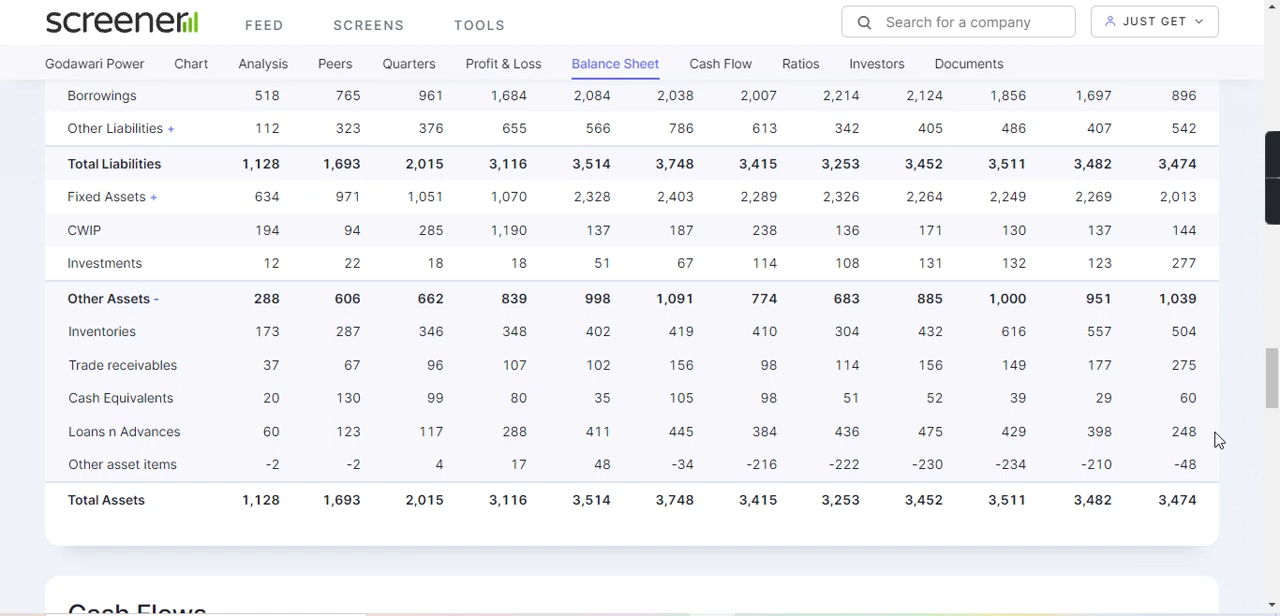 screener FEED SCREENS TOOLS Search for a company JUST GET
Godawari Power Chart Analysis Peers Quarters Profit & Loss Balance Sheet Cash Flow Ratios Investors Documents
Borrowings 518 765 961 1,684 2,084 2,038 2,007 2,214 2,124 1,856 1,697 896
Other Liabilities + 112 323 376 655 566 786 613 342 405 486 407 542
Total Liabilities 1,128 1,693 2,015 3,116 3,514 3,748 3,415 3,253 3,452 3,511 3,482 3,474
Fixed Assets + 634 971 1,051 1,070 2,328 2,403 2,289 2,326 2,264 2,249 2,269 2,013
CWIP 194 94 285 1,190 137 187 238 136 171 130 137 144
Investments 12 22 18 18 51 67 114 108 131 132 123 277
Other Assets - 288 606 662 839 998 1,091 774 683 885 1,000 951 1,039
Inventories 173 287 346 348 402 419 410 304 432 616 557 504
Trade receivables 37 67 96 107 102 156 98 114 156 149 177 275
Cash Equivalents 20 130 99 80 35 105 98 51 52 39 29 60
Loans n Advances 60 123 117 288 411 445 384 436 475 429 398 248
Other asset items -2 -2 4 17 48 -34 -216 -222 -230 -234 -210 -48
Total Assets 1,128 1,693 2,015 3,116 3,514 3,748 3,415 3,253 3,452 3,511 3,482 3,474
Cash Flows